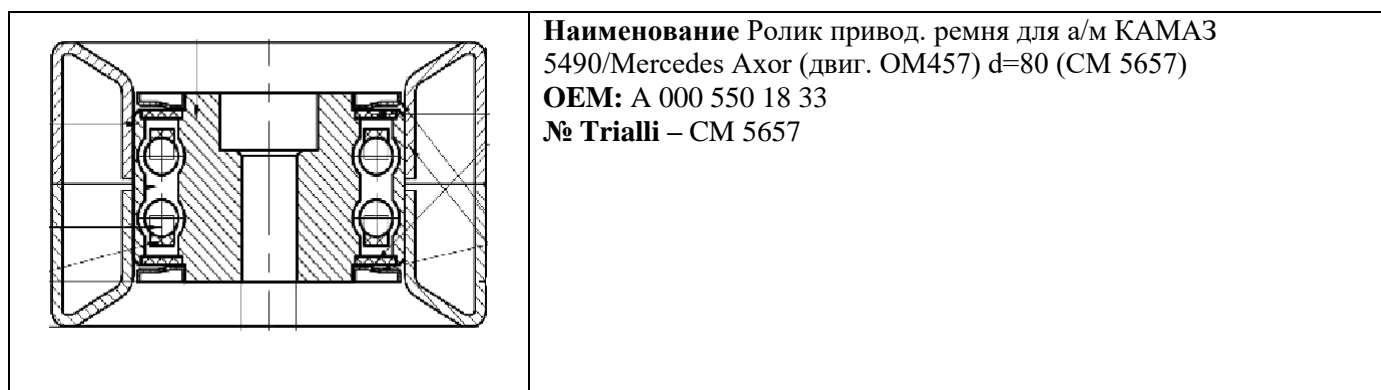 Наименование Ролик привод. ремня для а/м КАМАЗ
5490/Mercedes Axor (двиг. ОМ457) d=80 (CM 5657)
OEM: A 000 550 18 33
№ Trialli – CM 5657